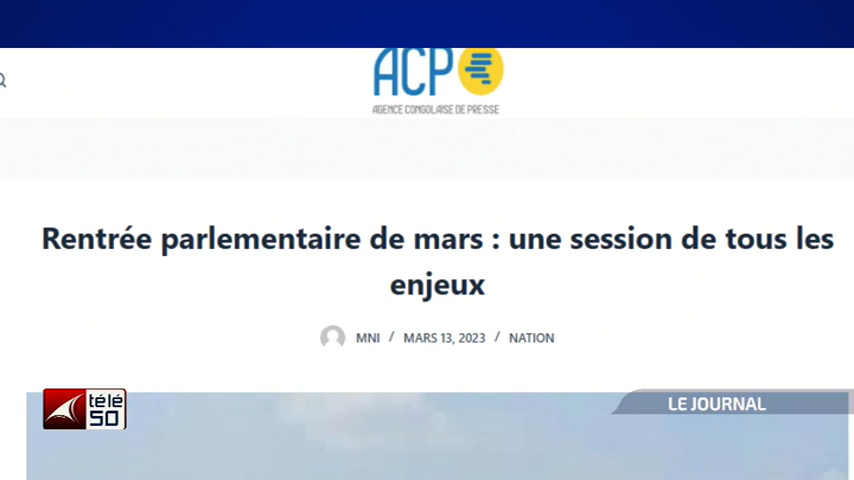 ACP
AGENCE CONGOLAISE DE PRESSE
Rentrée parlementaire de mars : une session de tous les
enjeux
MNI / MARS 13, 2023 / NATION
télé
50
LE JOURNAL